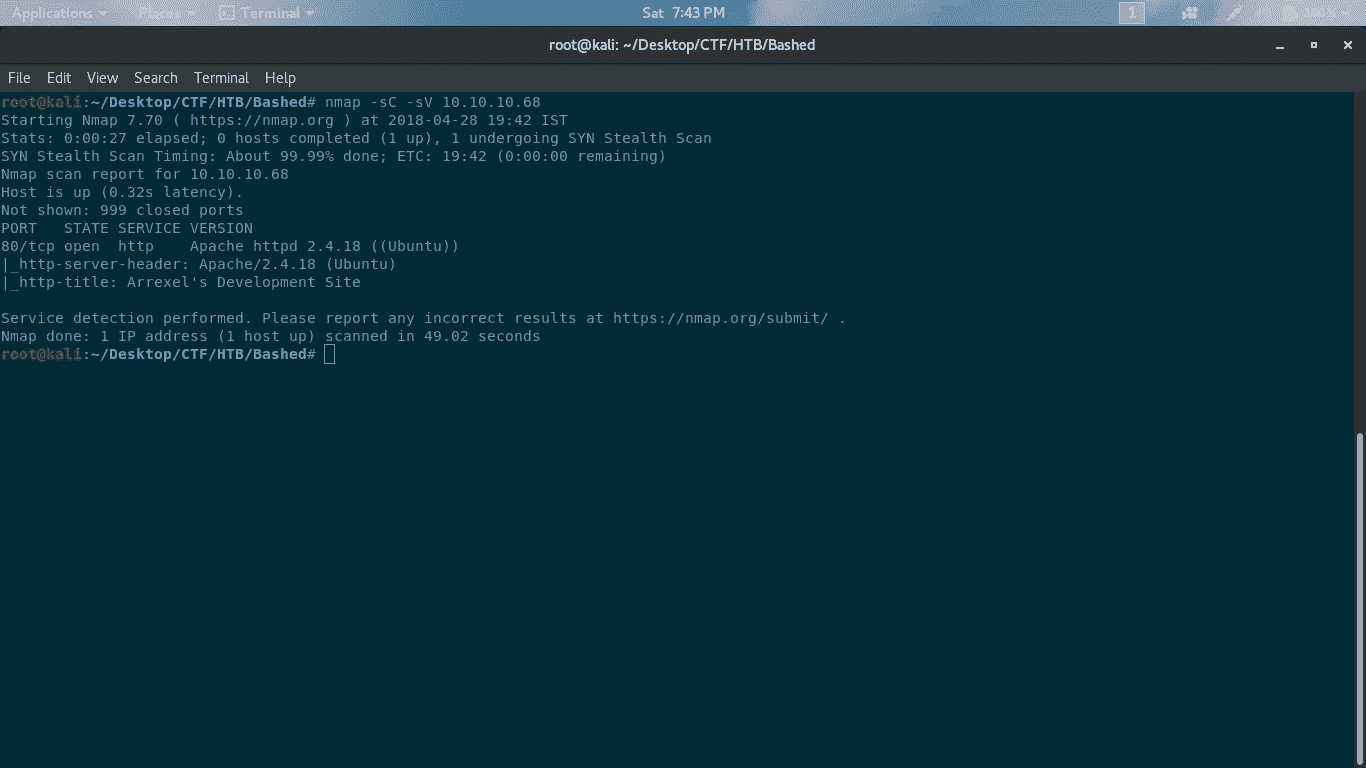 Applications Places Terminal Sat 7:43 PM 1 100%
root@kali: ~/Desktop/CTF/HTB/Bashed
File Edit View Search Terminal Help
root@kali:~/Desktop/CTF/HTB/Bashed# nmap -sC -sV 10.10.10.68
Starting Nmap 7.70 ( https://nmap.org ) at 2018-04-28 19:42 IST
Stats: 0:00:27 elapsed; 0 hosts completed (1 up), 1 undergoing SYN Stealth Scan
SYN Stealth Scan Timing: About 99.99% done; ETC: 19:42 (0:00:00 remaining)
Nmap scan report for 10.10.10.68
Host is up (0.32s latency).
Not shown: 999 closed ports
PORT   STATE SERVICE VERSION
80/tcp open  http    Apache httpd 2.4.18 ((Ubuntu))
|_http-server-header: Apache/2.4.18 (Ubuntu)
|_http-title: Arrexel's Development Site
Service detection performed. Please report any incorrect results at https://nmap.org/submit/ .
Nmap done: 1 IP address (1 host up) scanned in 49.02 seconds
root@kali:~/Desktop/CTF/HTB/Bashed#